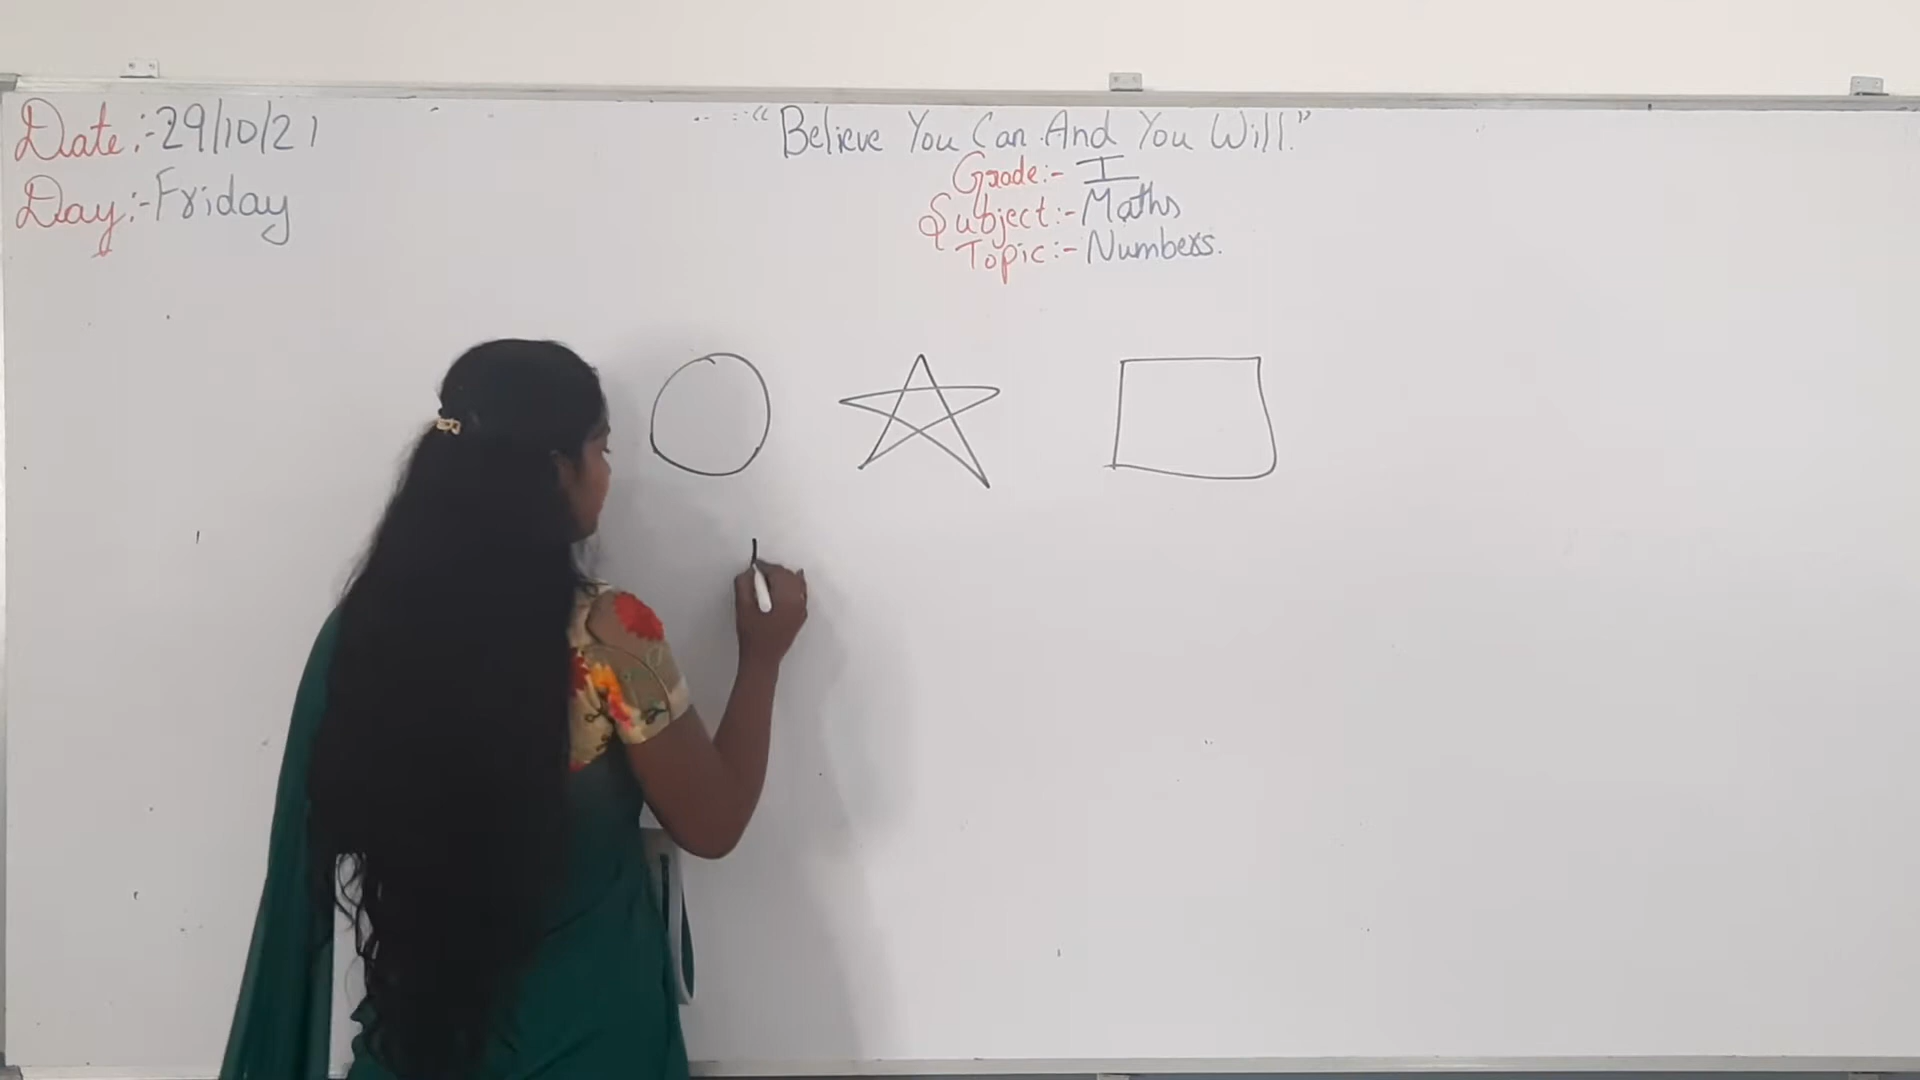 Date:-29/10/21
Day:-Friday
"Believe You Can And You Will."
Grade:- I
Subject:- Maths
Topic:- Numbers.